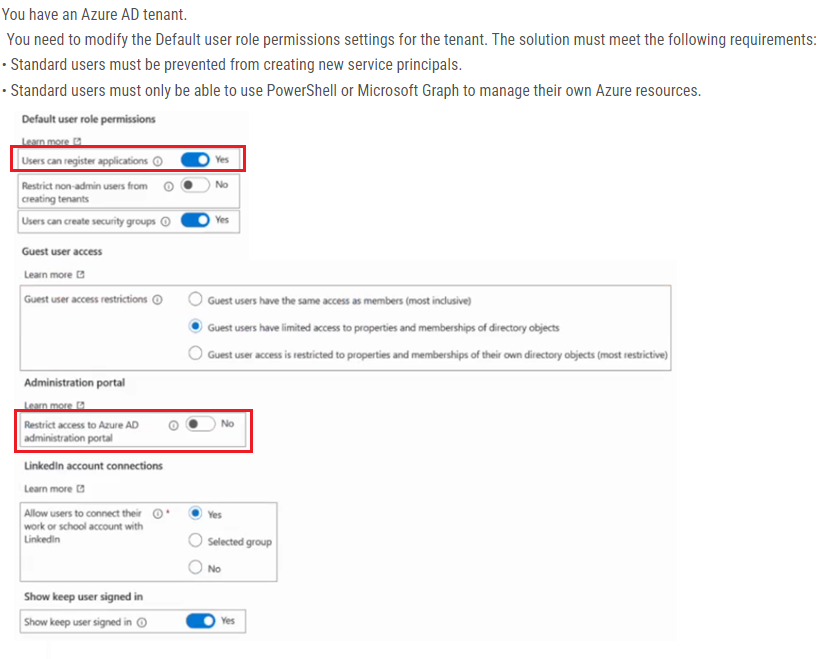 You have an Azure AD tenant.
You need to modify the Default user role permissions settings for the tenant. The solution must meet the following requirements:
• Standard users must be prevented from creating new service principals.
• Standard users must only be able to use PowerShell or Microsoft Graph to manage their own Azure resources.
Default user role permissions
Learn more
Users can register applications Yes
Restrict non-admin users from No
creating tenants
Users can create security groups Yes
Guest user access
Learn more
Guest user access restrictions Guest users have the same access as members (most inclusive)
Guest users have limited access to properties and memberships of directory objects
Guest user access is restricted to properties and memberships of their own directory objects (most restrictive)
Administration portal
Learn more
Restrict access to Azure AD No
administration portal
LinkedIn account connections
Learn more
Allow users to connect their * Yes
work or school account with
LinkedIn Selected group
No
Show keep user signed in
Show keep user signed in Yes